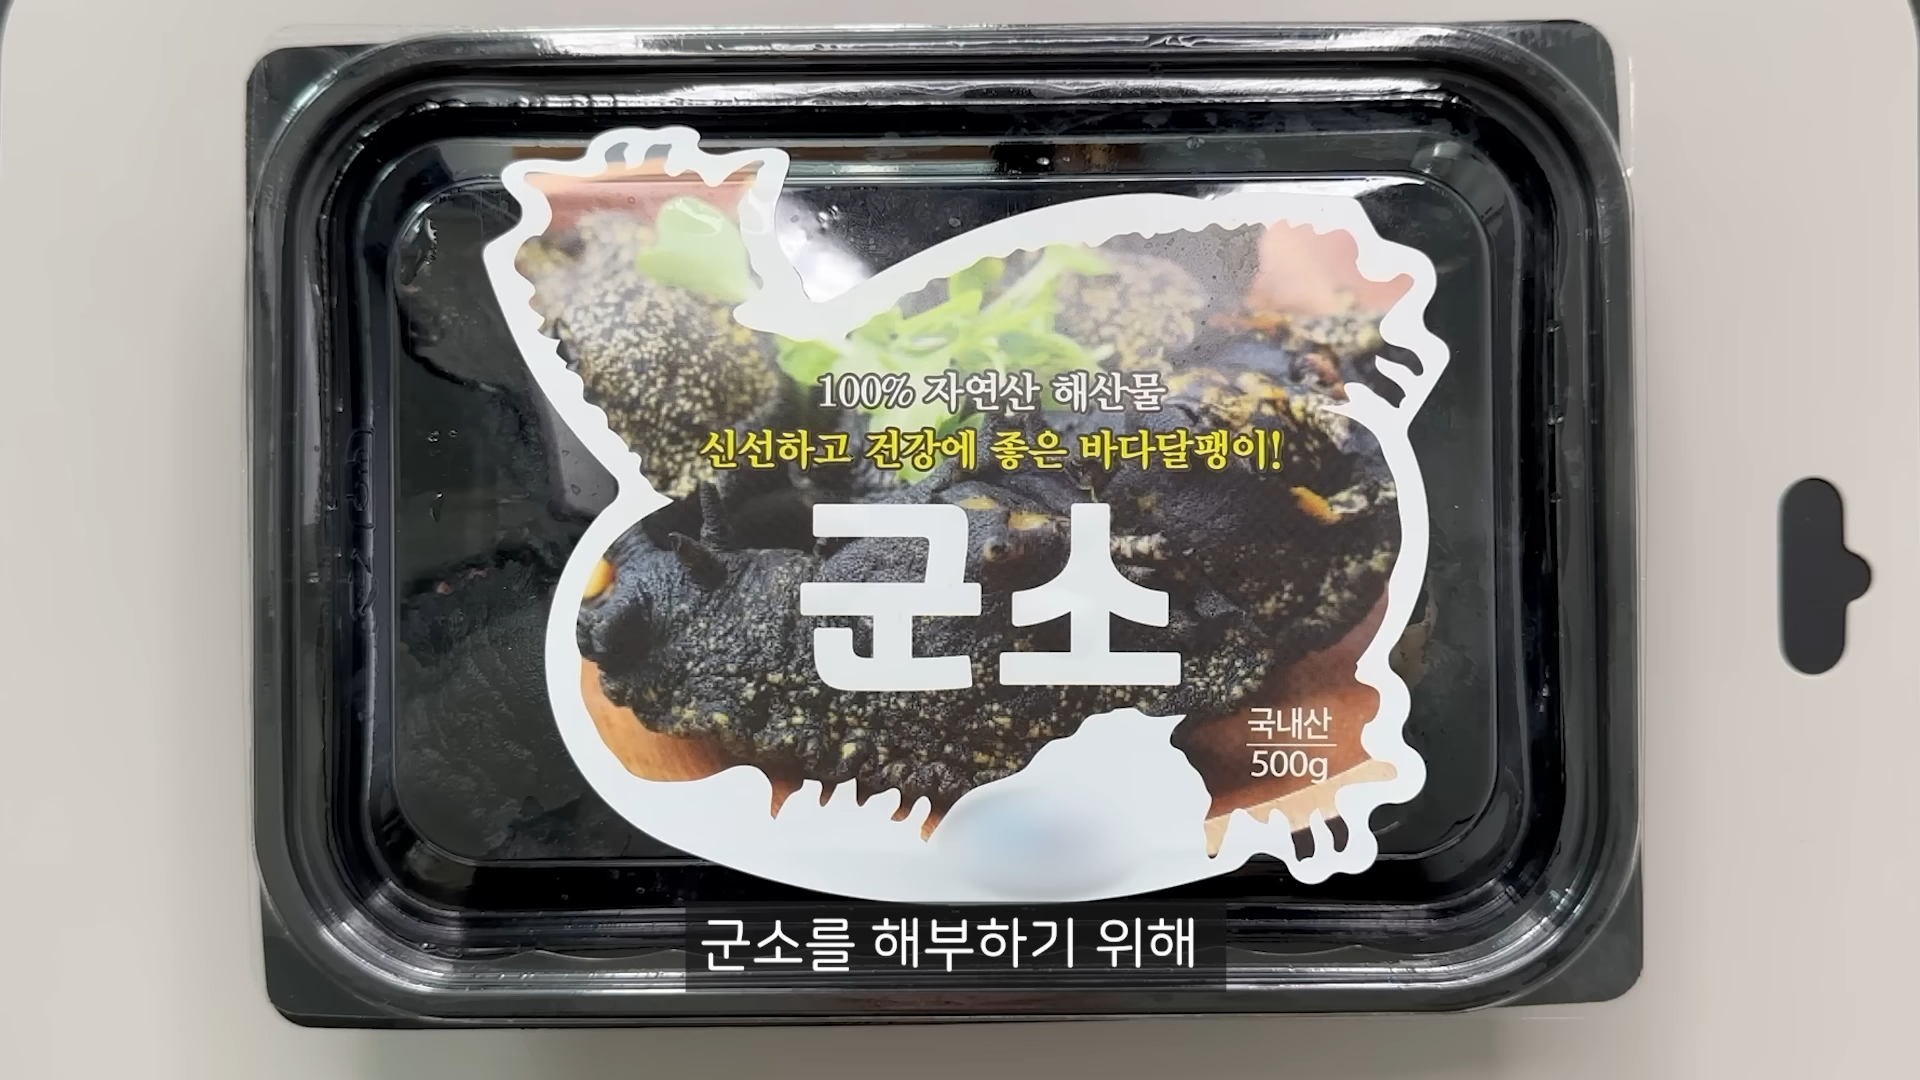 100% 자연산 해산물
신선하고 건강에 좋은 바다달팽이!
군소
국내산
500g
군소를 해부하기 위해